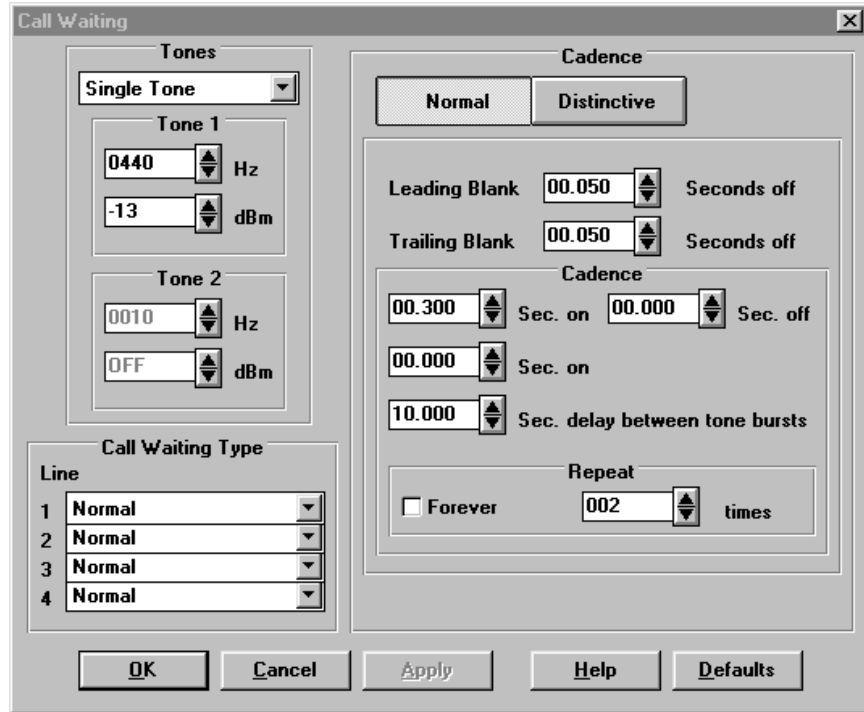 Call Waiting
Tones
Single Tone
Tone 1
0440 Hz
-13 dBm
Tone 2
0010 Hz
OFF dBm
Call Waiting Type
Line
1 Normal
2 Normal
3 Normal
4 Normal
Cadence
Normal Distinctive
Leading Blank 00.050 Seconds off
Trailing Blank 00.050 Seconds off
Cadence
00.300 Sec. on 00.000 Sec. off
00.000 Sec. on
10.000 Sec. delay between tone bursts
Repeat
Forever 002 times
OK Cancel Apply Help Defaults